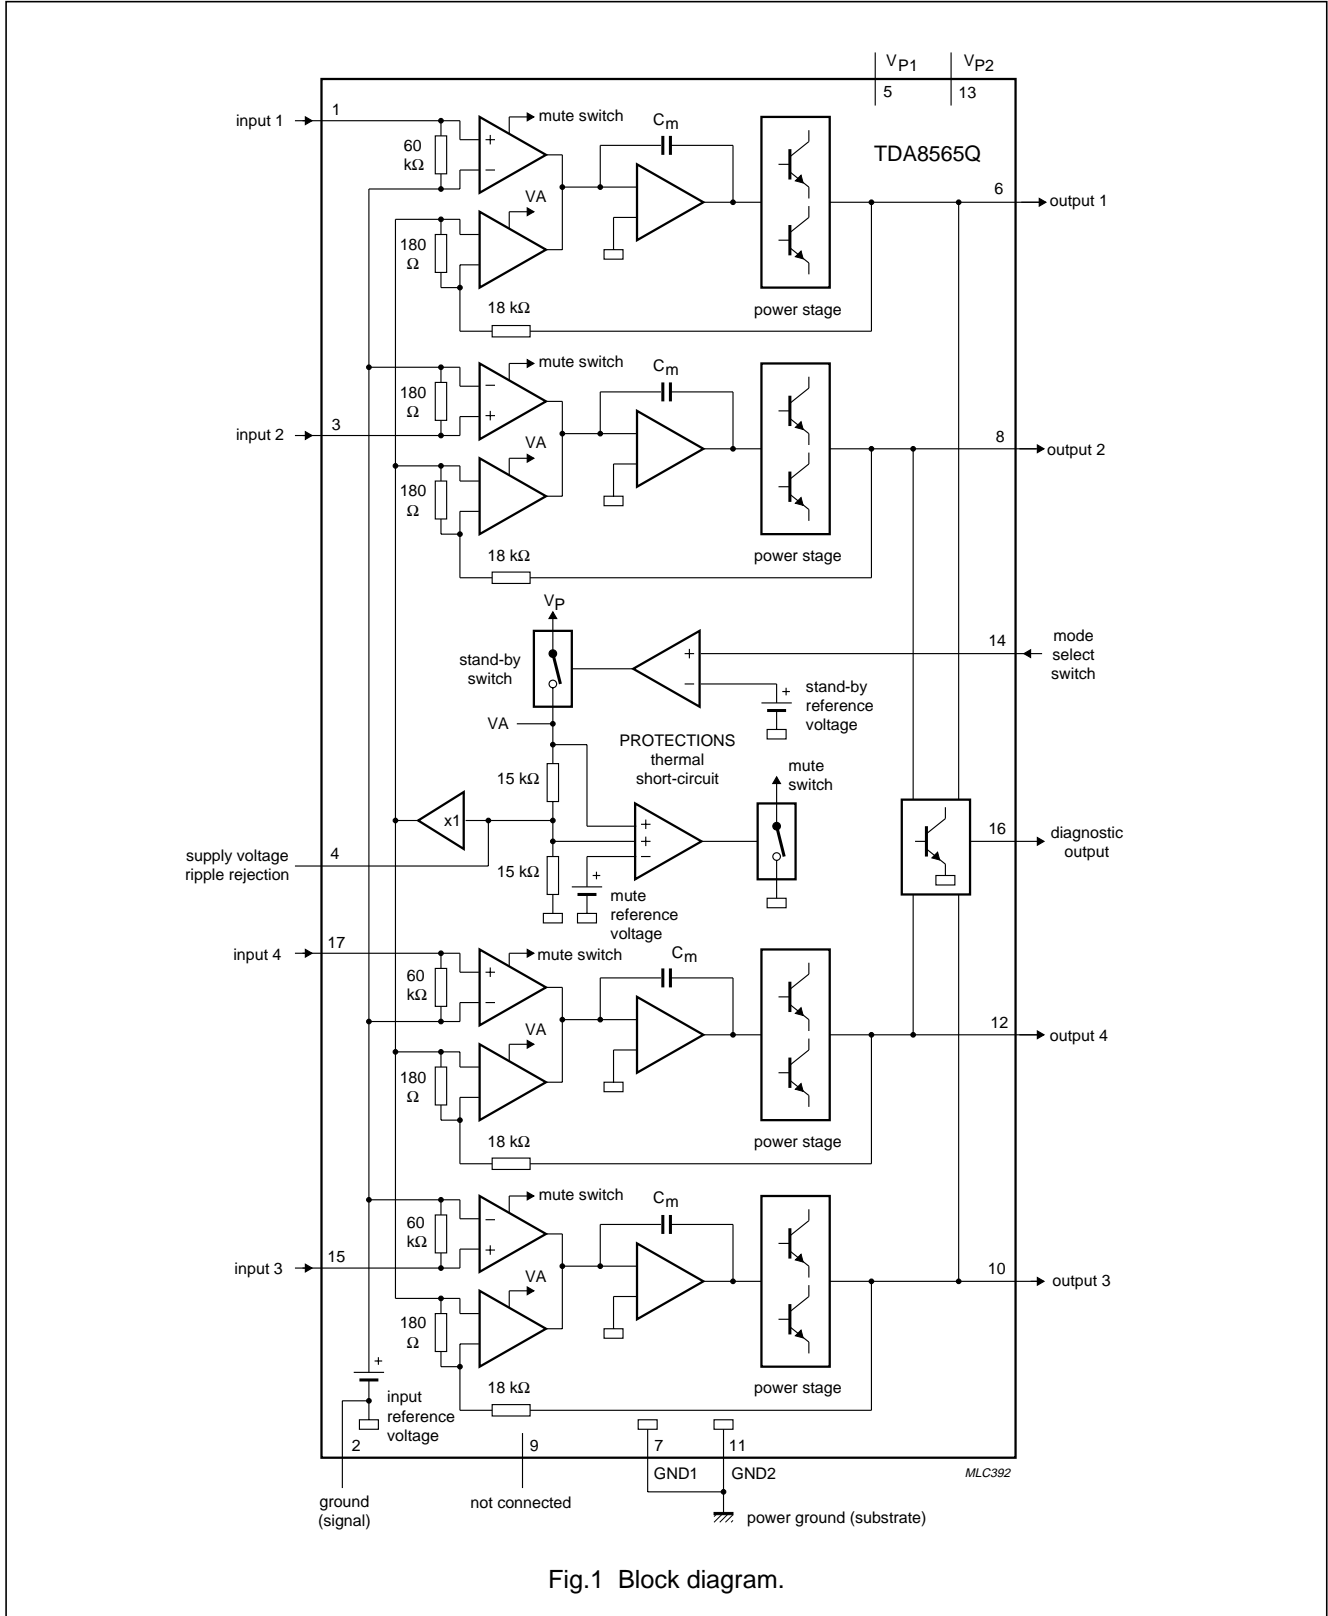 VP1
VP2
5
13
input 1
1
mute switch
Cm
TDA8565Q
60
kΩ
+
−
VA
6
output 1
180
Ω
18 kΩ
power stage
mute switch
Cm
180
Ω
−
+
input 2
3
VA
8
output 2
180
Ω
18 kΩ
power stage
VP
14
mode
select
switch
stand-by
switch
+
−
+
stand-by
reference
voltage
VA
PROTECTIONS
thermal
short-circuit
mute
switch
15 kΩ
x1
+
+
−
16
diagnostic
output
supply voltage
ripple rejection
4
15 kΩ
+
mute
reference
voltage
input 4
17
mute switch
Cm
60
kΩ
+
−
VA
12
output 4
180
Ω
18 kΩ
power stage
mute switch
Cm
60
kΩ
−
+
input 3
15
VA
10
output 3
180
Ω
+
18 kΩ
power stage
input
reference
voltage
2
9
7
11
GND1
GND2
MLC392
ground
(signal)
not connected
power ground (substrate)
Fig.1 Block diagram.